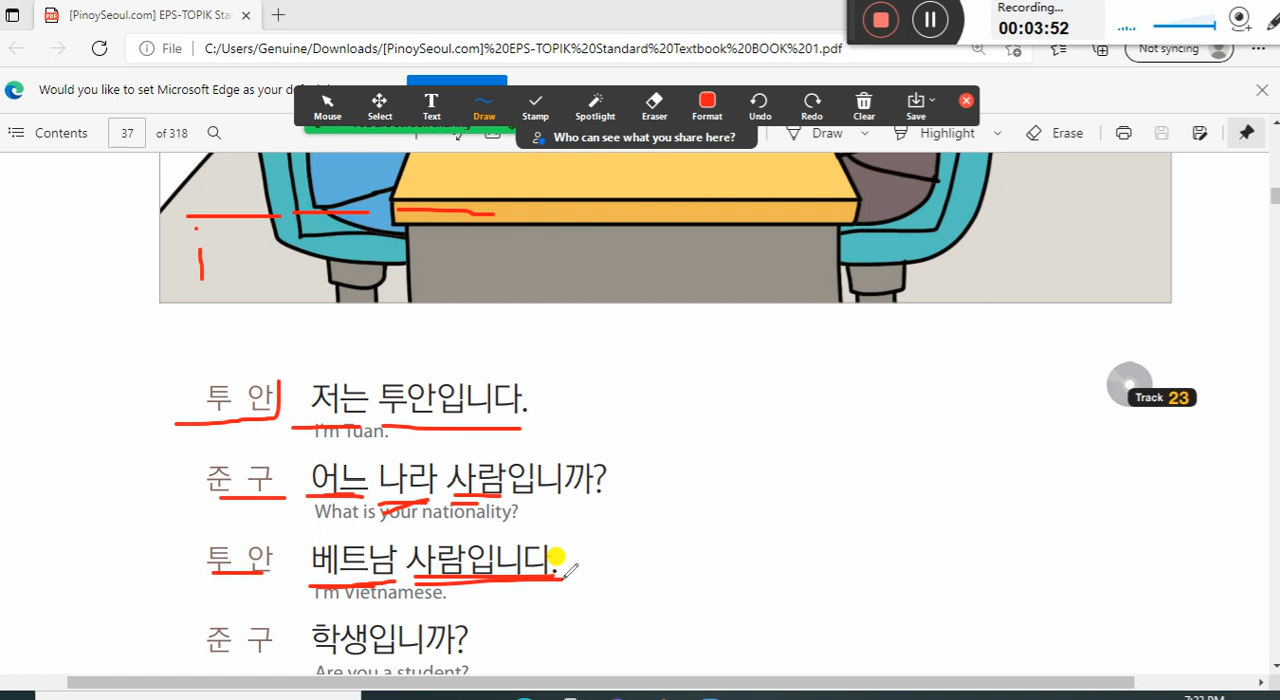 [PinoySeoul.com] EPS-TOPIK Sta
Recording...
00:03:52
File
C:/Users/Genuine/Downloads/[PinoySeoul.com]%20EPS-TOPIK%20Standard%20Textbook%20BOOK%201.pdf
Not syncing
Would you like to set Microsoft Edge as your
Mouse Select Text Draw Stamp Spotlight Eraser Format Undo Redo Clear Save
Who can see what you share here?
Contents 37 of 318 Draw Highlight Erase
투 안 저는 투안입니다.
I'm Tuan.
Track 23
준 구 어느 나라 사람입니까?
What is your nationality?
투 안 베트남 사람입니다.
I'm Vietnamese.
준 구 학생입니까?
Are you a student?